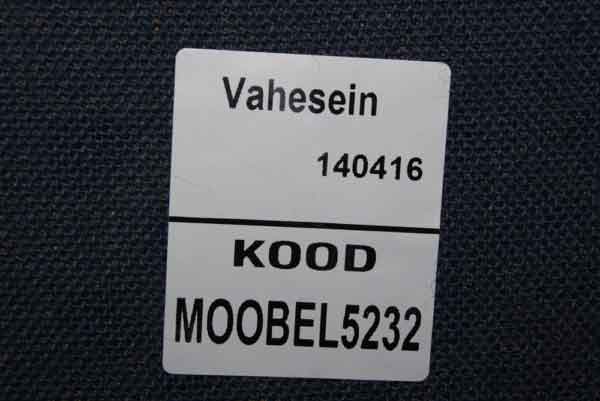 Vahesein
140416
KOOD
MOOBEL5232